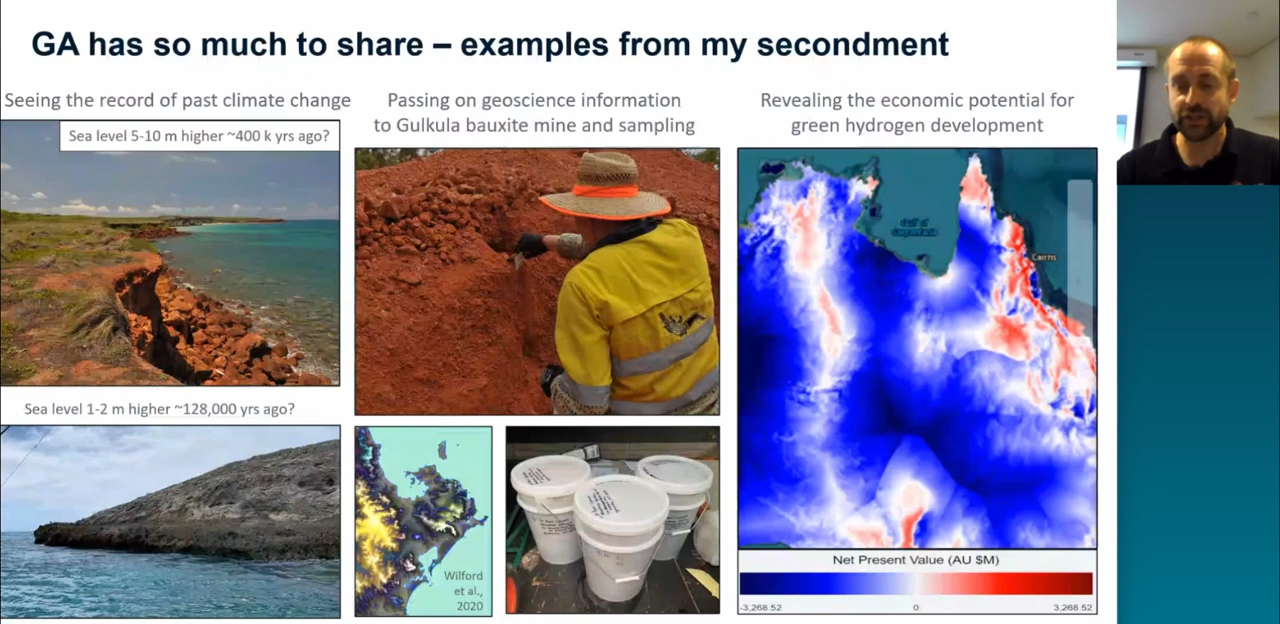 GA has so much to share – examples from my secondment
Seeing the record of past climate change
Sea level 5-10 m higher ~400 k yrs ago?
Sea level 1-2 m higher ~128,000 yrs ago?
Passing on geoscience information
to Gulkula bauxite mine and sampling
Wilford
et al.,
2020
Revealing the economic potential for
green hydrogen development
Gulf of
Carpentaria
Cairns
Net Present Value (AU $M)
-3,268.52
0
3,268.52